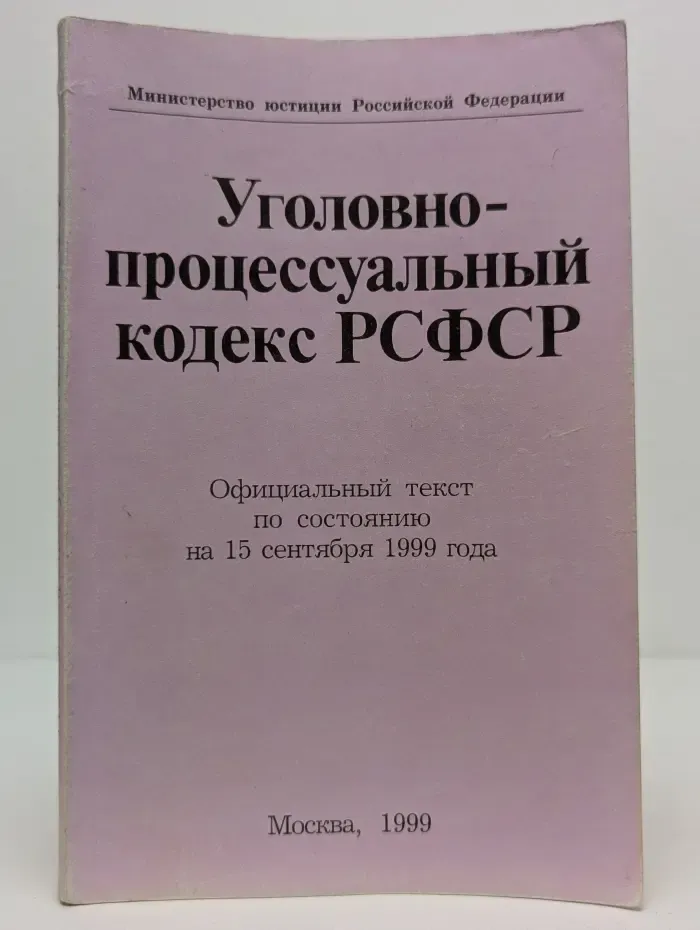 Министерство юстиции Российской Федерации
Уголовно-
процессуальный
кодекс РСФСР
Официальный текст
по состоянию
на 15 сентября 1999 года
Москва, 1999